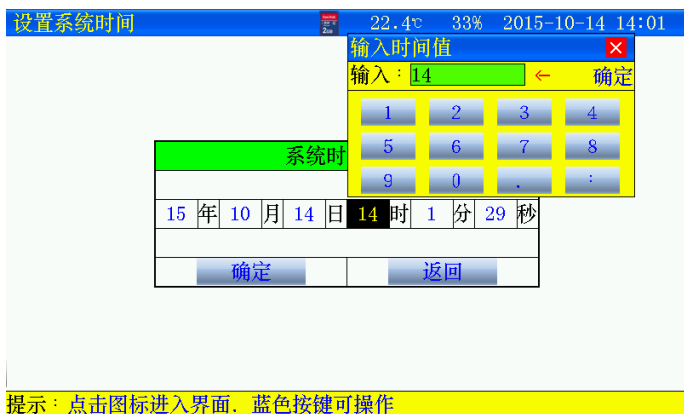 设置系统时间 2GB 22.4℃ 33% 2015-10-14 14:01
输入时间值 ×
输入:14 ← 确定
1 2 3 4
5 6 7 8
9 0 . :
系统时
15 年 10 月 14 日 14 时 1 分 29 秒
确定 返回
提示:点击图标进入界面. 蓝色按键可操作